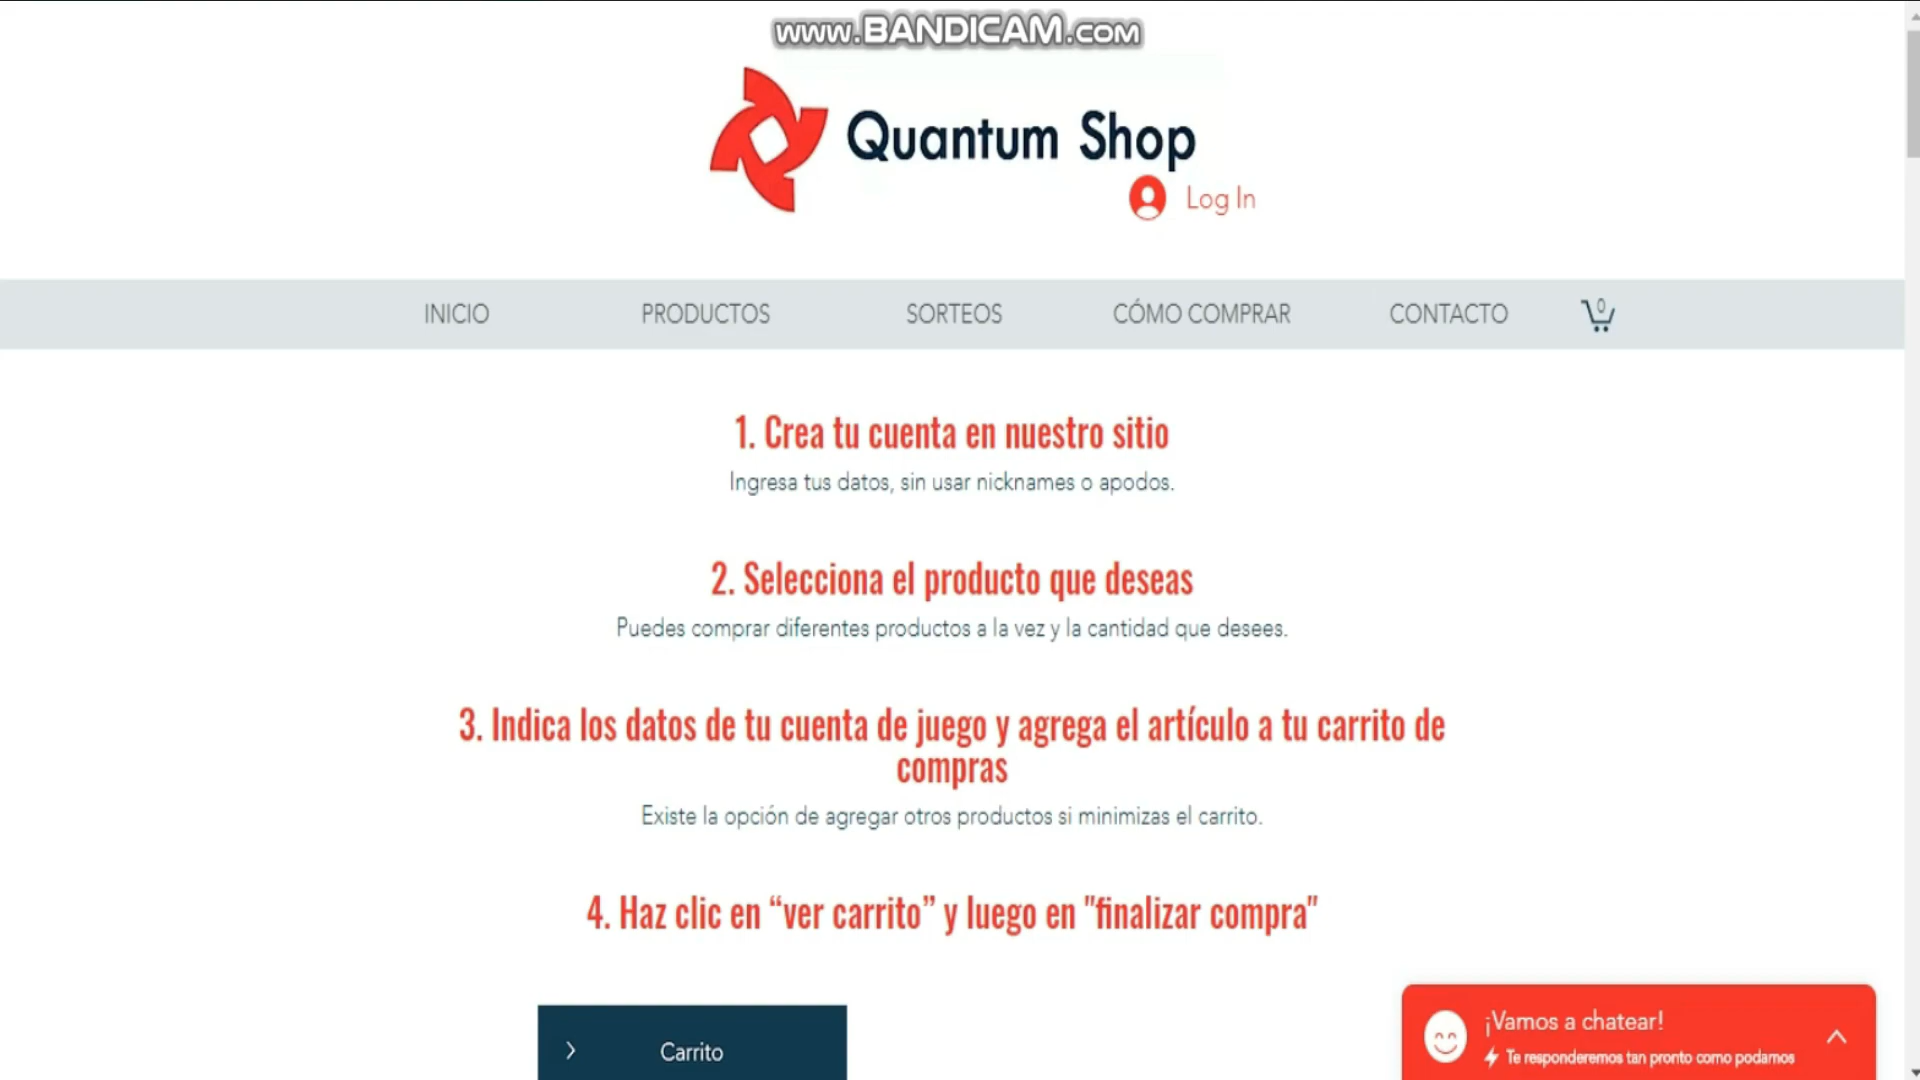 www.BANDICAM.com
Quantum Shop
Log In
INICIO PRODUCTOS SORTEOS CÓMO COMPRAR CONTACTO 0
1. Crea tu cuenta en nuestro sitio
Ingresa tus datos, sin usar nicknames o apodos.
2. Selecciona el producto que deseas
Puedes comprar diferentes productos a la vez y la cantidad que desees.
3. Indica los datos de tu cuenta de juego y agrega el artículo a tu carrito de
compras
Existe la opción de agregar otros productos si minimizas el carrito.
4. Haz clic en “ver carrito” y luego en "finalizar compra"
Carrito
¡Vamos a chatear!
Te responderemos tan pronto como podamos